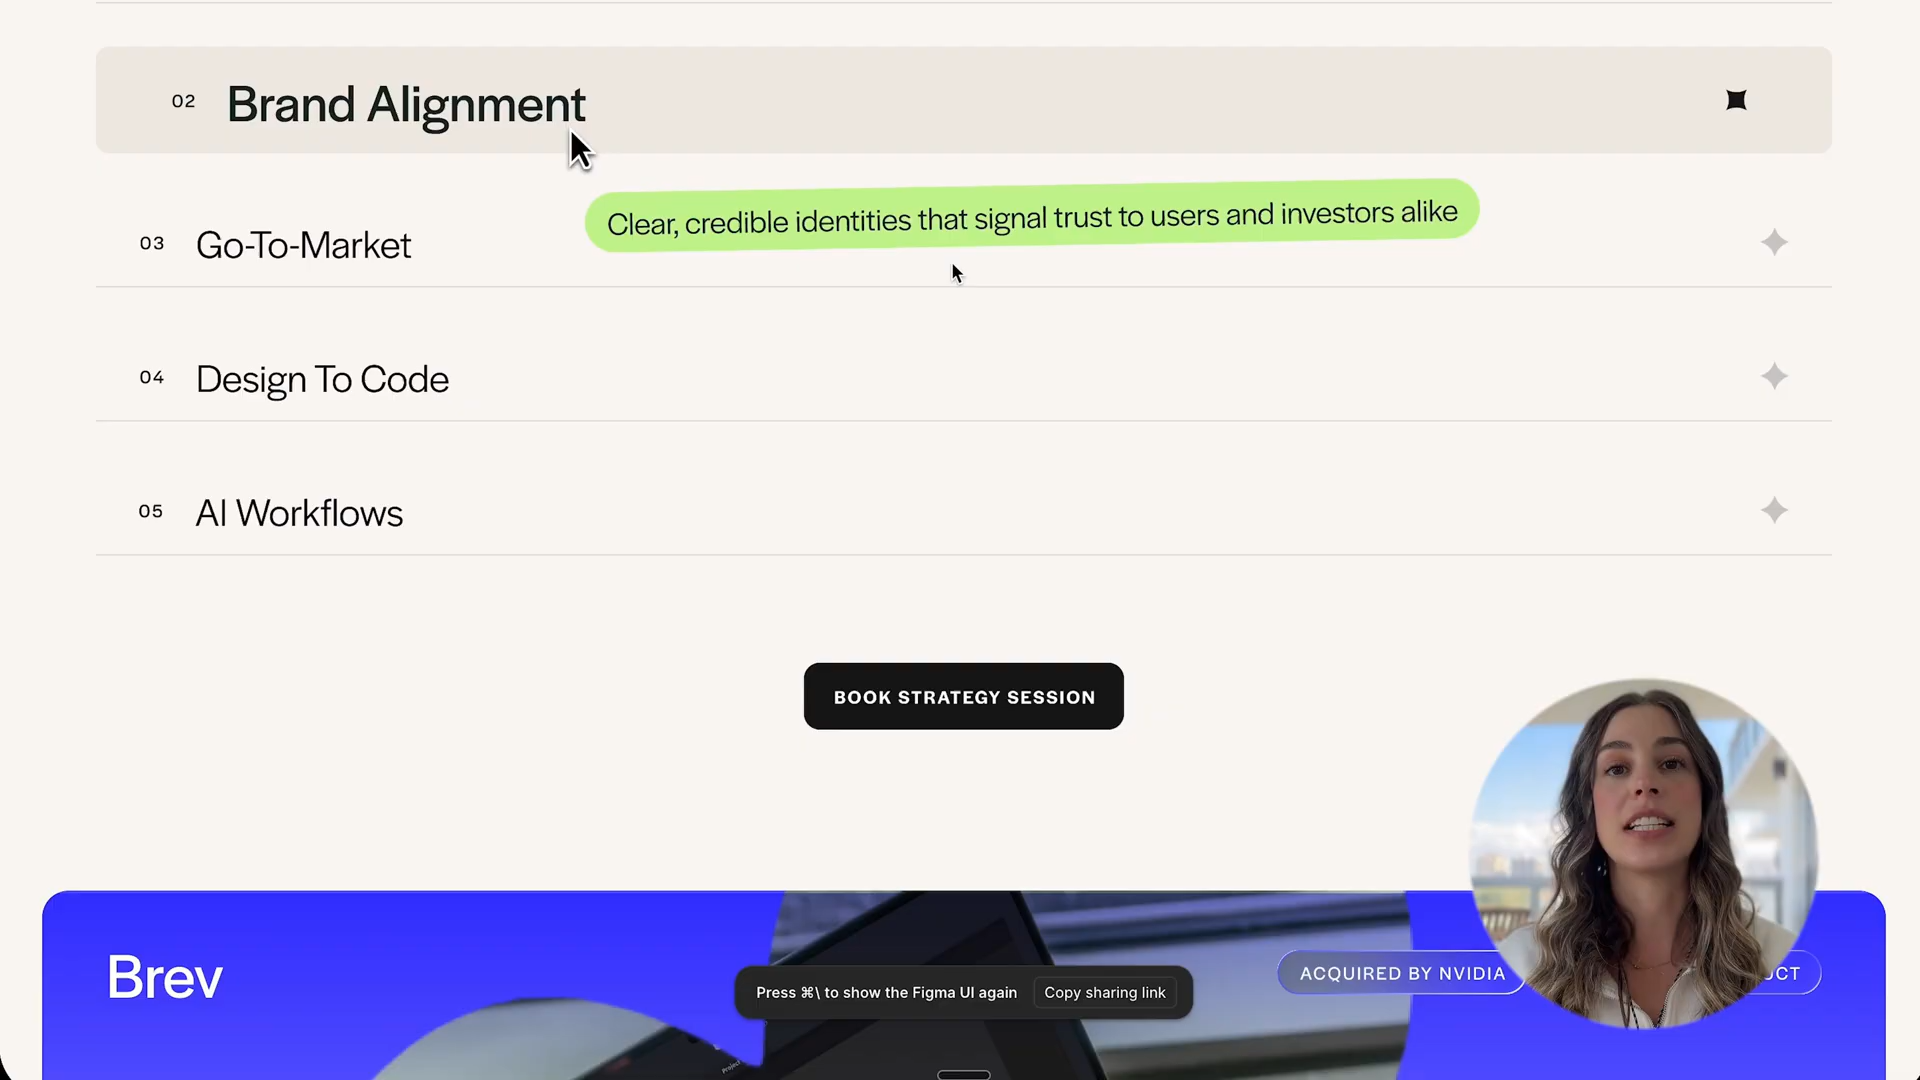 02 Brand Alignment
Clear, credible identities that signal trust to users and investors alike
03 Go-To-Market
04 Design To Code
05 AI Workflows
BOOK STRATEGY SESSION
Brev
ACQUIRED BY NVIDIA
Press ⌘\ to show the Figma UI again
Copy sharing link